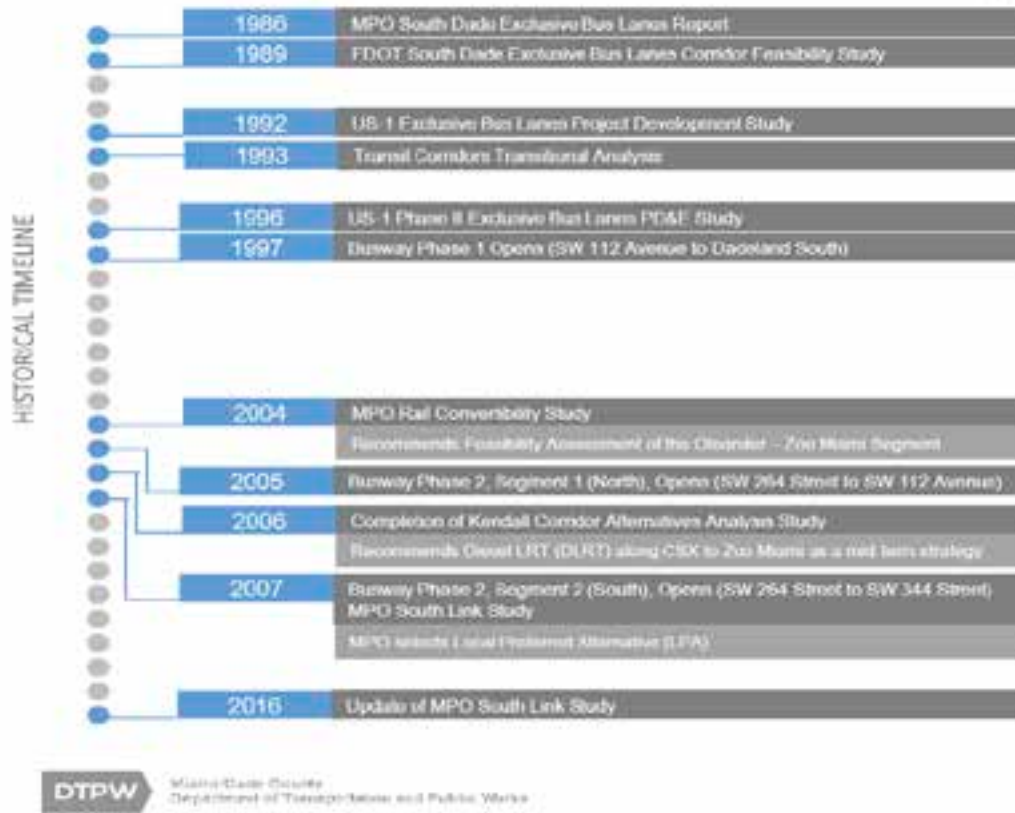 1986
MPO South Dade Exclusive Bus Lanes Report
1989
FDOT South Dade Exclusive Bus Lanes Corridor Feasibility Study
1992
US-1 Exclusive Bus Lanes Project Development Study
1993
Transit Corridors Transitional Analysis
1996
US-1 Phase II Exclusive Bus Lanes PD&E Study
1997
Busway Phase 1 Opens (SW 112 Avenue to Dadeland South)
HISTORICAL TIMELINE
2004
MPO Rail Convertibility Study
Recommends Feasibility Assessment of the Oleander – Zoo Miami Segment
2005
Busway Phase 2, Segment 1 (North), Opens (SW 264 Street to SW 112 Avenue)
2006
Completion of Kendall Corridor Alternatives Analysis Study
Recommends Diesel LRT (DLRT) along CSX to Zoo Miami as a mid term strategy
2007
Busway Phase 2, Segment 2 (South), Opens (SW 264 Street to SW 344 Street)
MPO South Link Study
MPO selects Local Preferred Alternative (LPA)
2016
Update of MPO South Link Study
DTPW
Miami-Dade County
Department of Transportation and Public Works